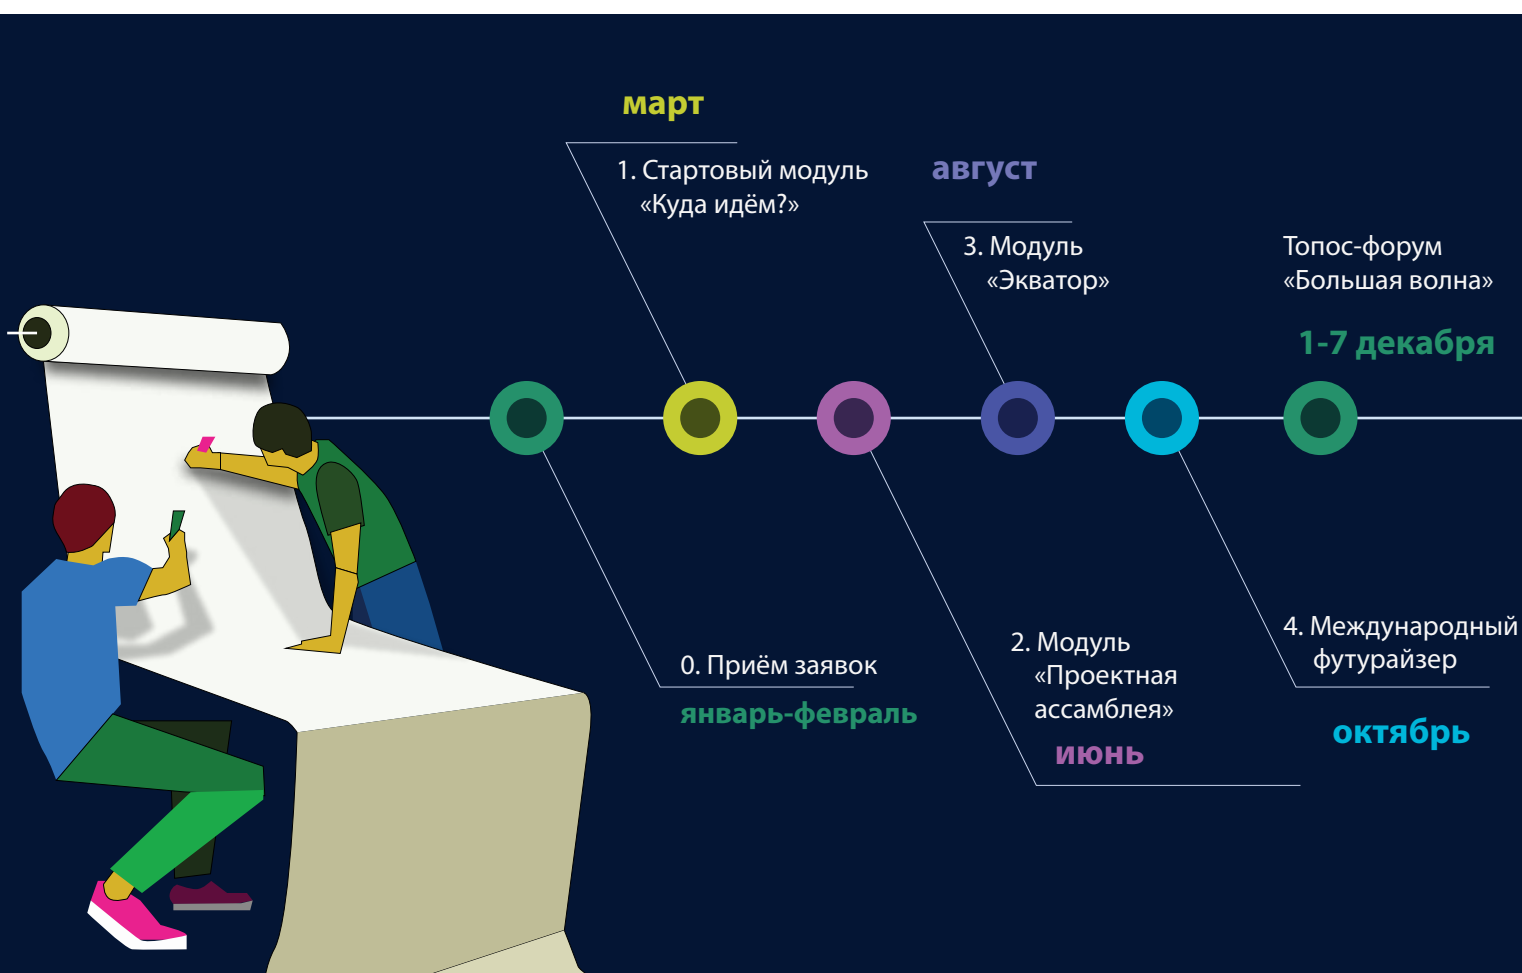 март
1. Стартовый модуль
«Куда идём?»
август
3. Модуль
«Экватор»
Топос-форум
«Большая волна»
1-7 декабря
0. Приём заявок
январь-февраль
2. Модуль
«Проектная
ассамблея»
июнь
4. Международный
футурайзер
октябрь